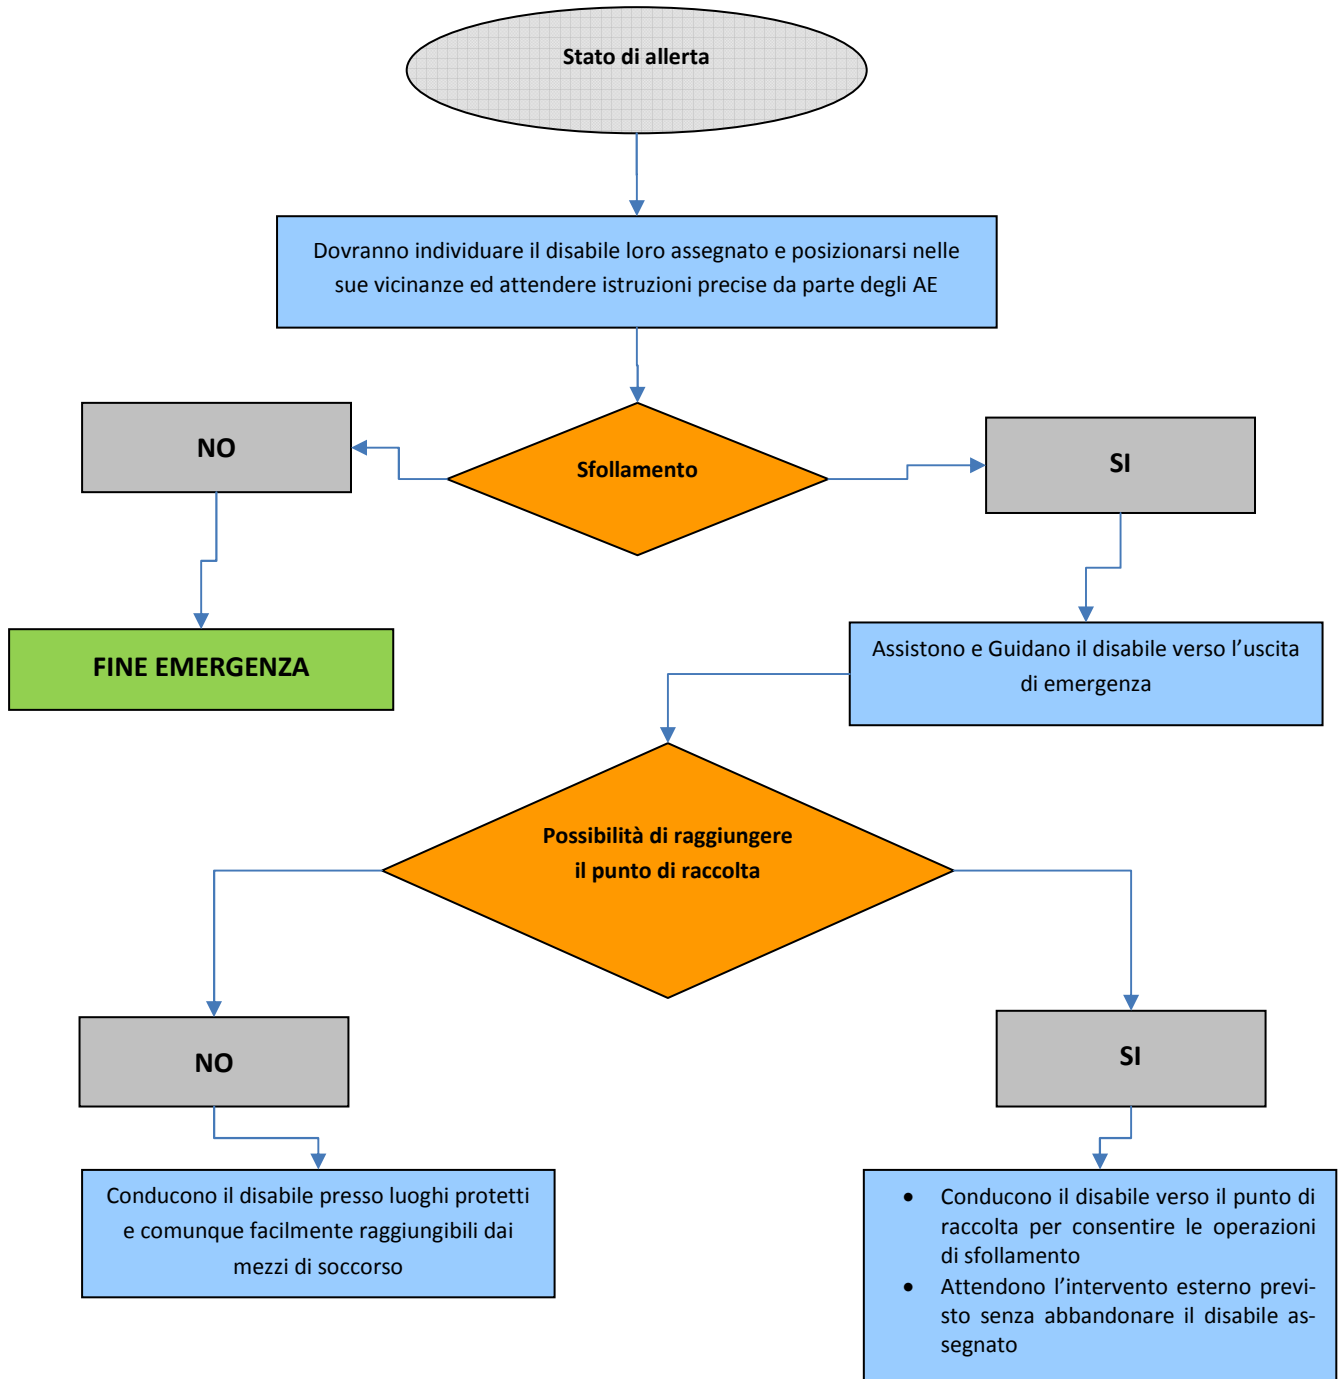 Stato di allerta
Dovranno individuare il disabile loro assegnato e posizionarsi nelle
sue vicinanze ed attendere istruzioni precise da parte degli AE
NO
Sfollamento
SI
FINE EMERGENZA
Assistono e Guidano il disabile verso l’uscita
di emergenza
Possibilità di raggiungere
il punto di raccolta
NO
SI
Conducono il disabile presso luoghi protetti
e comunque facilmente raggiungibili dai
mezzi di soccorso
• Conducono il disabile verso il punto di
raccolta per consentire le operazioni
di sfollamento
• Attendono l’intervento esterno previ-
sto senza abbandonare il disabile as-
segnato